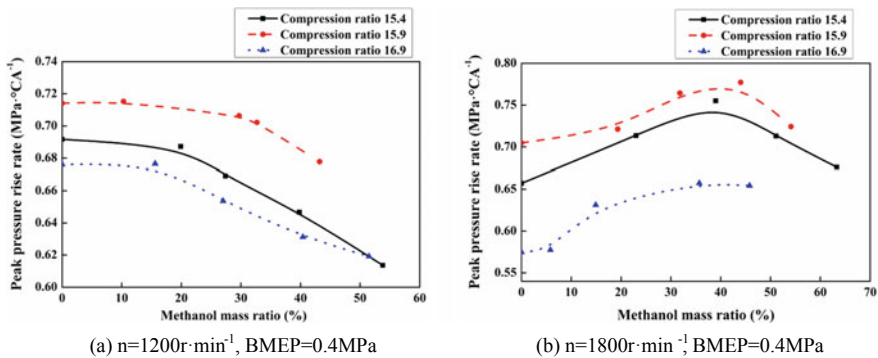 Compression ratio 15.4
Compression ratio 15.9
Compression ratio 16.9
Peak pressure rise rate (MPa·°CA⁻¹)
0.74
0.72
0.70
0.68
0.66
0.64
0.62
0.60
0 10 20 30 40 50 60
Methanol mass ratio (%)
(a) n=1200r·min⁻¹, BMEP=0.4MPa
Compression ratio 15.4
Compression ratio 15.9
Compression ratio 16.9
Peak pressure rise rate (MPa·°CA⁻¹)
0.80
0.75
0.70
0.65
0.60
0.55
0 10 20 30 40 50 60 70
Methanol mass ratio (%)
(b) n=1800r·min⁻¹, BMEP=0.4MPa